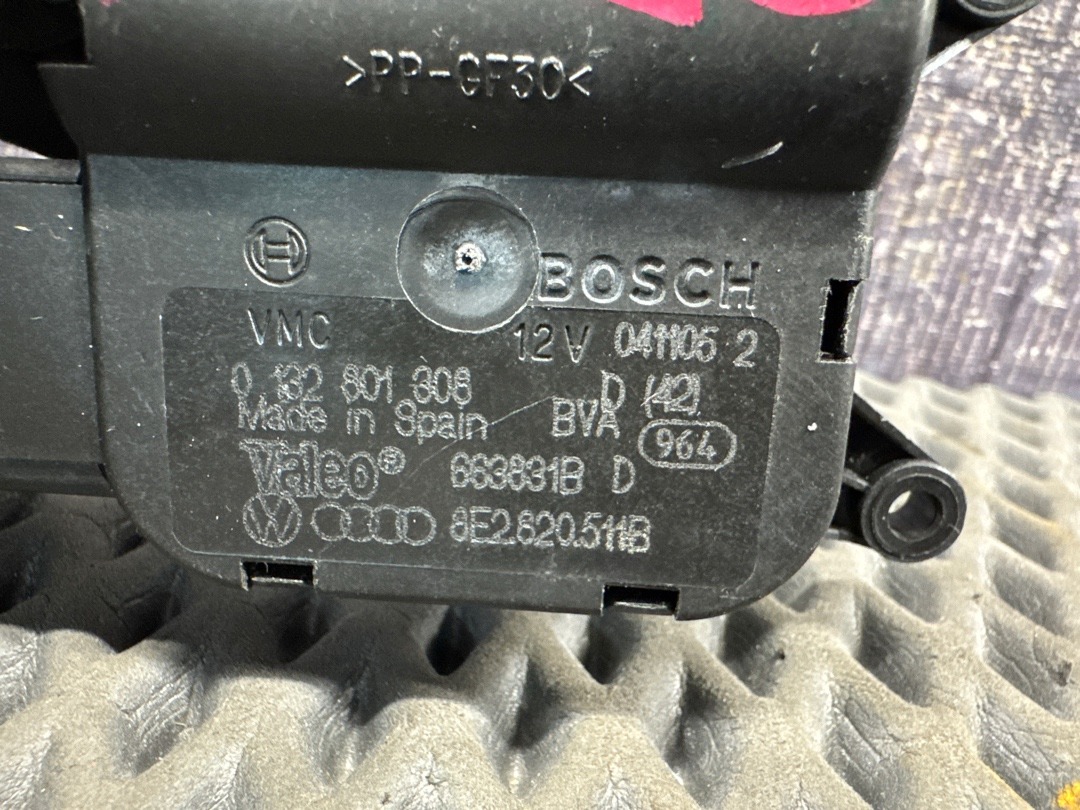 >PP-GF30<
BOSCH
VMC 12V 041105 2
0 132 801 308 D (42)
Made in Spain BVA 964
Valeo® 663831B D
8E2.820.511B